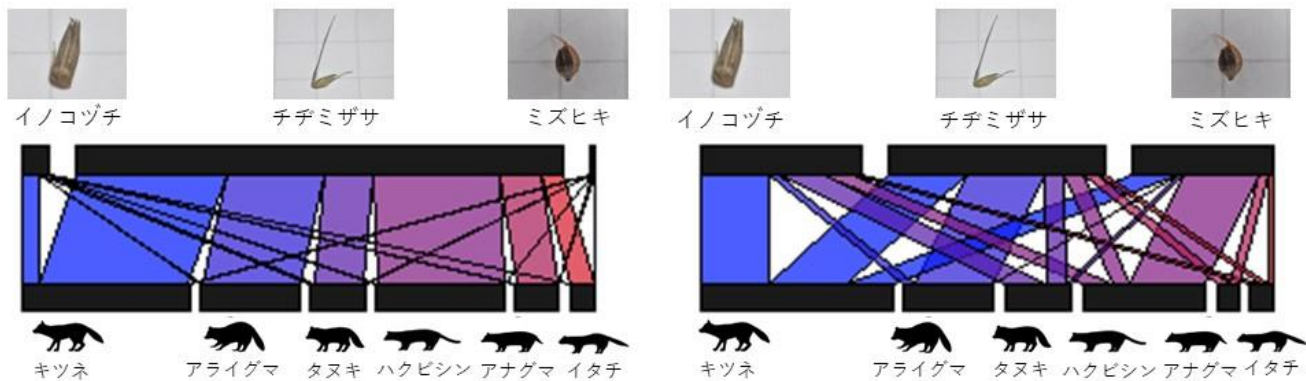 イノコヅチ チヂミザサ ミズヒキ イノコヅチ チヂミザサ ミズヒキ
キツネ アライグマ タヌキ ハクビシン アナグマ イタチ キツネ アライグマ タヌキ ハクビシン アナグマ イタチ